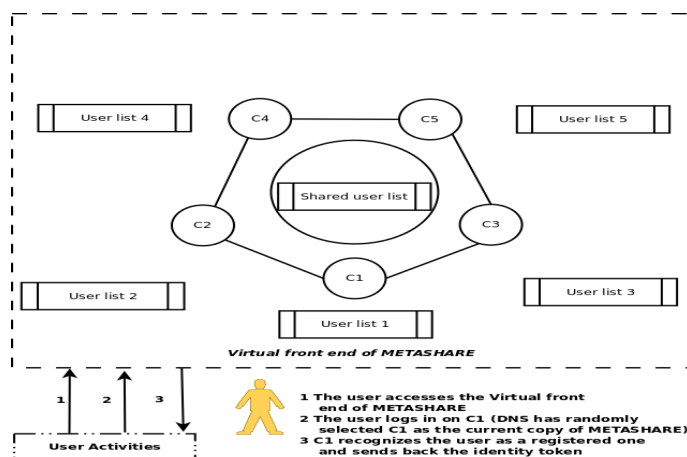 C4
C5
User list 4
User list 5
Shared user list
C2
C3
C1
User list 2
User list 3
User list 1
Virtual front end of METASHARE
1
2
3
User Activities
1 The user accesses the Virtual front
end of METASHARE
2 The user logs in on C1 (DNS has randomly
selected C1 as the current copy of METASHARE)
3 C1 recognizes the user as a registered one
and sends back the identity token